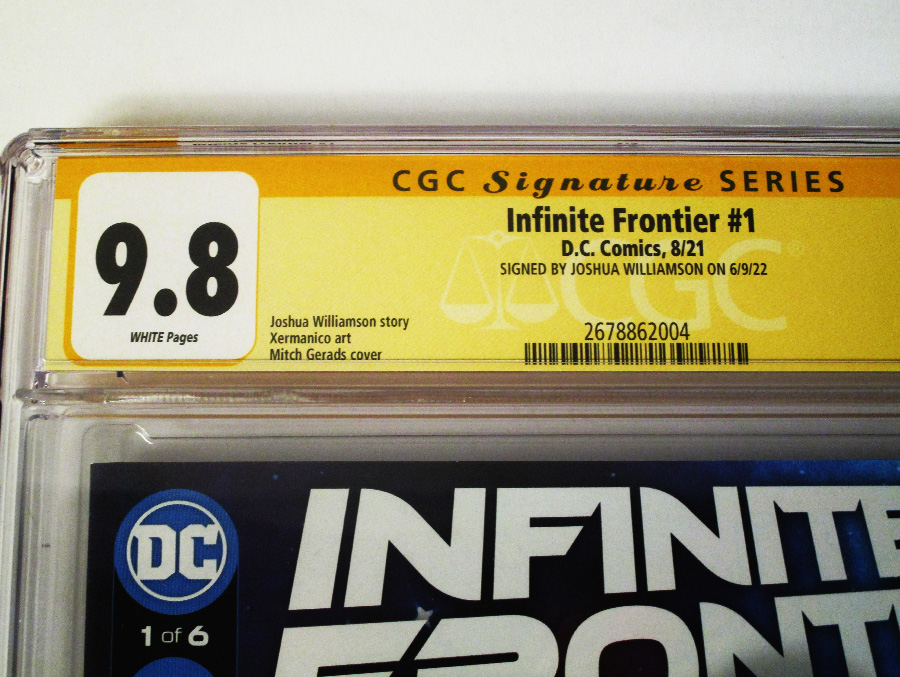 CGC Signature SERIES
9.8
WHITE Pages
Infinite Frontier #1
D.C. Comics, 8/21
SIGNED BY JOSHUA WILLIAMSON ON 6/9/22
CGC
Joshua Williamson story
Xermanico art
Mitch Gerads cover
2678862004
DC
1 of 6
INFINITE